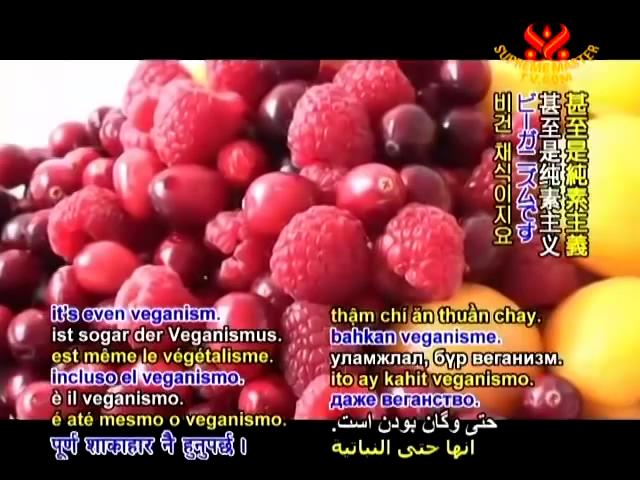 SUPREME MASTER
TV.COM
甚至是純素主義
甚至是纯素主义
ビーガニズムです
비건 채식이지요
it's even veganism.
ist sogar der Veganismus.
est même le végétalisme.
incluso el veganismo.
è il veganismo.
é até mesmo o veganismo.
पूर्ण शाकाहार नै हुनुपर्छ ।
thậm chí ăn thuần chay.
bahkan veganisme.
уламжлал, бүр веганизм.
ito ay kahit veganismo.
даже веганство.
حتی وگان بودن است.
انها حتى النباتية